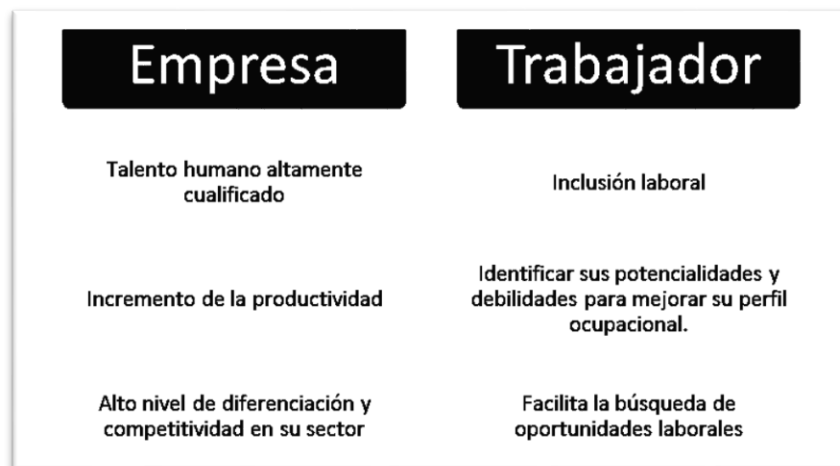 Empresa
Talento humano altamente
cualificado
Incremento de la productividad
Alto nivel de diferenciación y
competitividad en su sector
Trabajador
Inclusión laboral
Identificar sus potencialidades y
debilidades para mejorar su perfil
ocupacional.
Facilita la búsqueda de
oportunidades laborales